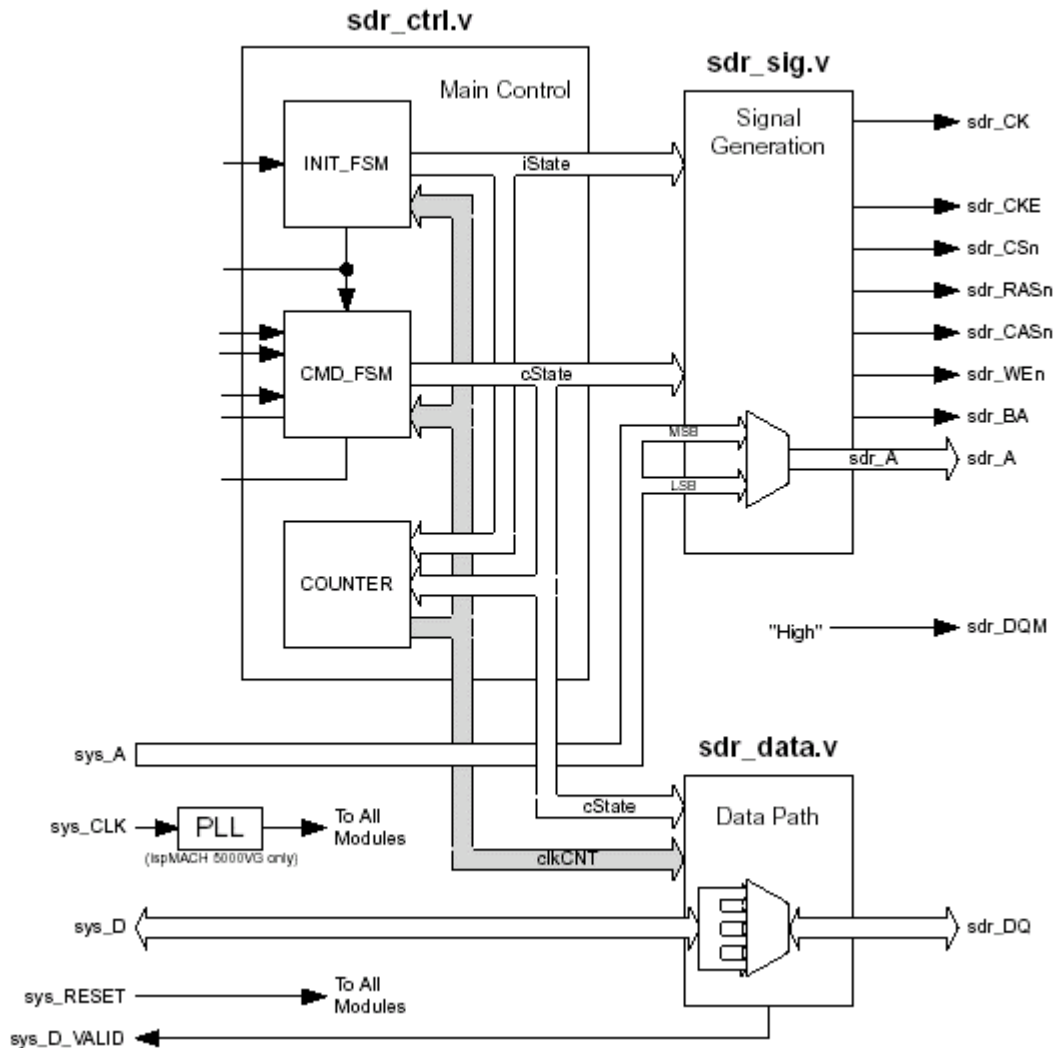 sdr_ctrl.v
sdr_sig.v
Main Control
Signal
Generation
sdr_CK
INIT_FSM
iState
sdr_CKE
sdr_CSn
sdr_RASn
sdr_CASn
CMD_FSM
cState
sdr_WEn
sdr_BA
MSB
sdr_A
sdr_A
LSB
COUNTER
"High"
sdr_DQM
sys_A
sdr_data.v
cState
Data Path
sys_CLK
PLL
To All
Modules
(ispMACH 5000VG only)
clkCNT
sys_D
sdr_DQ
sys_RESET
To All
Modules
sys_D_VALID